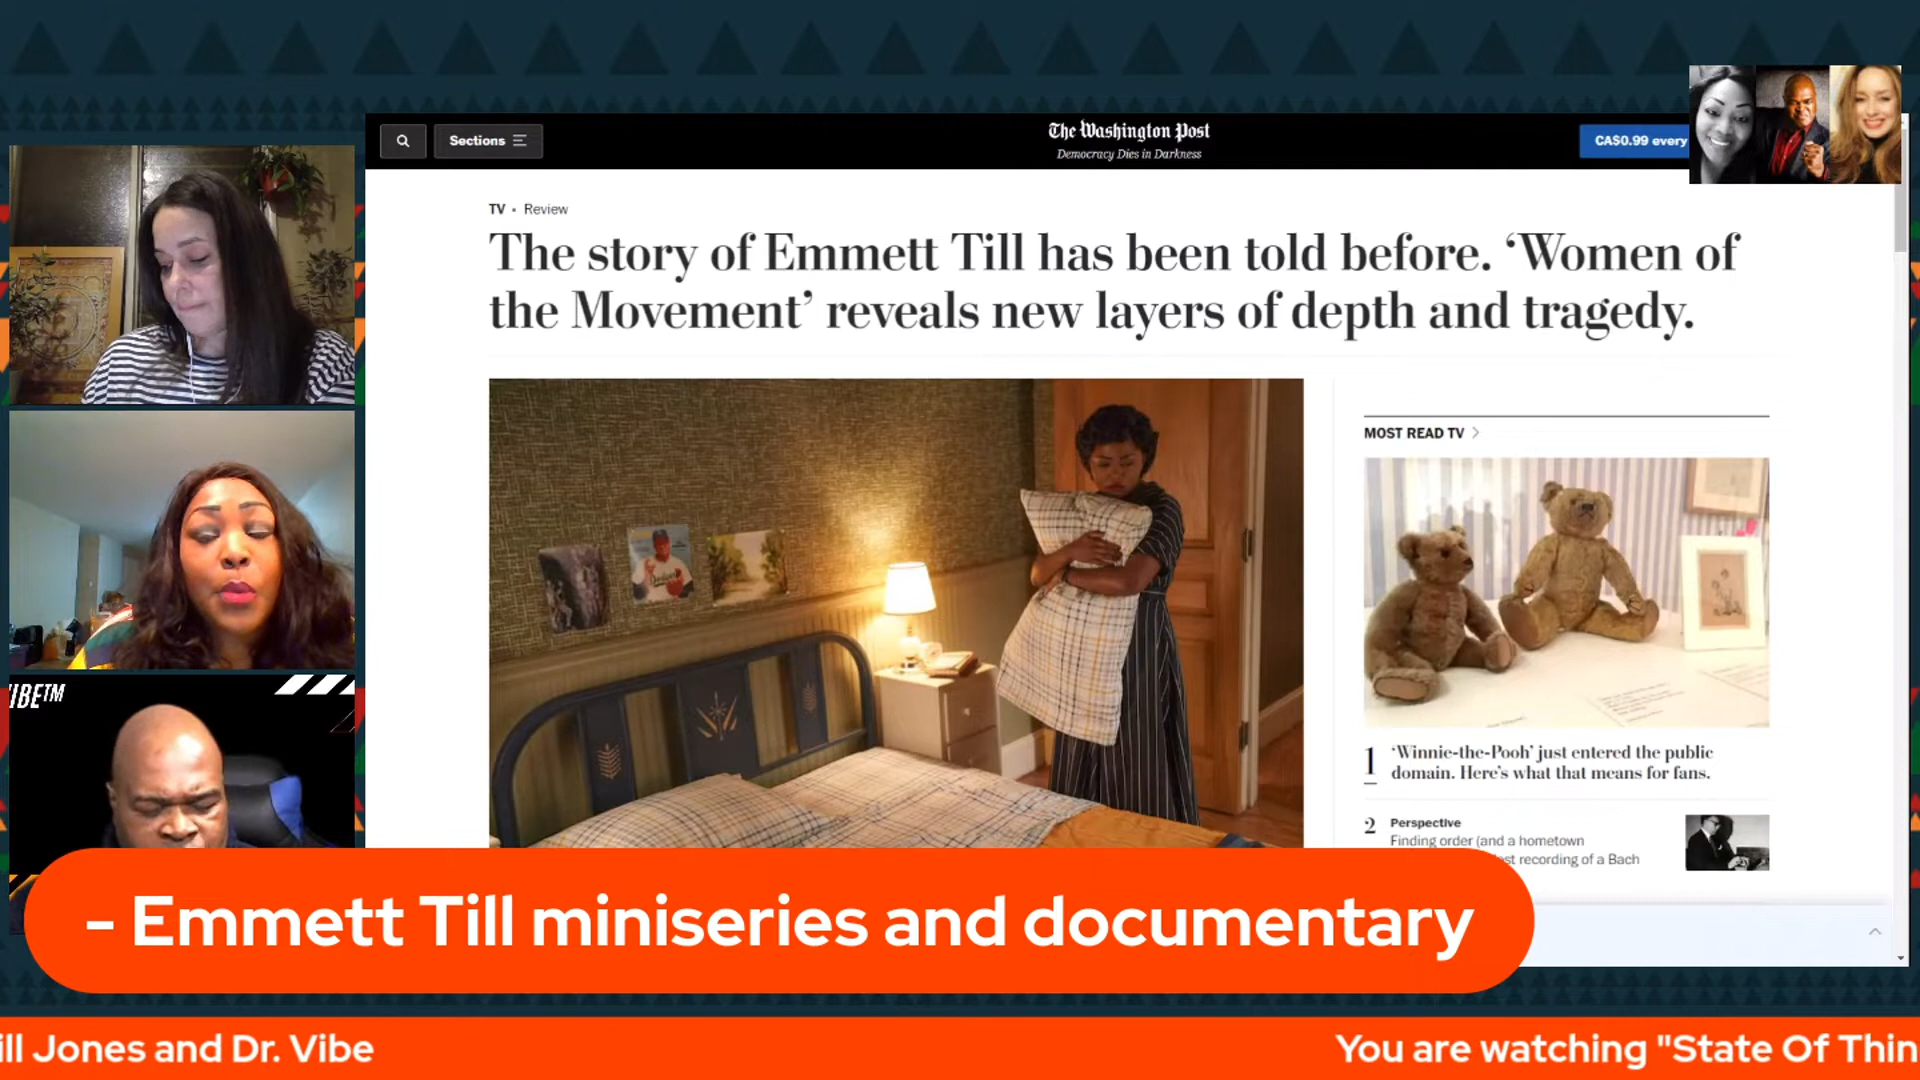 Sections
The Washington Post
Democracy Dies in Darkness
CA$0.99 every
TV • Review
The story of Emmett Till has been told before. ‘Women of
the Movement’ reveals new layers of depth and tragedy.
MOST READ TV
1 ‘Winnie-the-Pooh’ just entered the public
domain. Here’s what that means for fans.
2 Perspective
Finding order (and a hometown
recording of a Bach
IBE™
Dodgers
- Emmett Till miniseries and documentary
ill Jones and Dr. Vibe
You are watching "State Of Thin